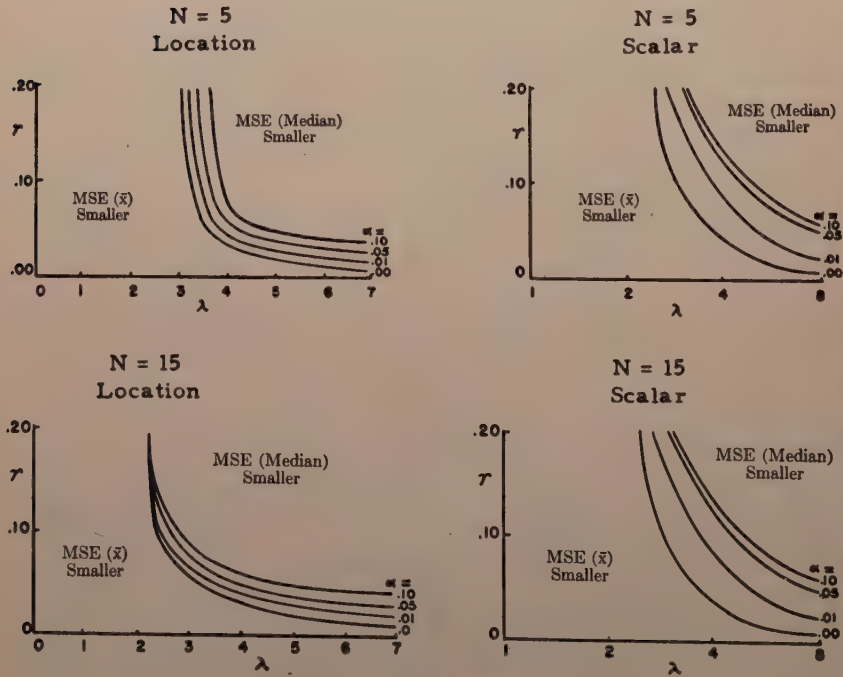 N = 5
Location
.20
.10
.00
r
MSE (Median)
Smaller
MSE (x̄)
Smaller
α =
.10
.05
.01
.00
0 1 2 3 4 5 6 7
λ
N = 5
Scalar
.20
.10
0
r
MSE (Median)
Smaller
MSE (x̄)
Smaller
α =
.10
.05
.01
.00
1 2 4 8
λ
N = 15
Location
.20
.10
0
r
MSE (Median)
Smaller
MSE (x̄)
Smaller
α =
.10
.05
.01
.0
0 1 2 3 4 5 6 7
λ
N = 15
Scalar
.20
.10
0
r
MSE (Median)
Smaller
MSE (x̄)
Smaller
α =
.10
.05
.01
.00
1 2 4 8
λ